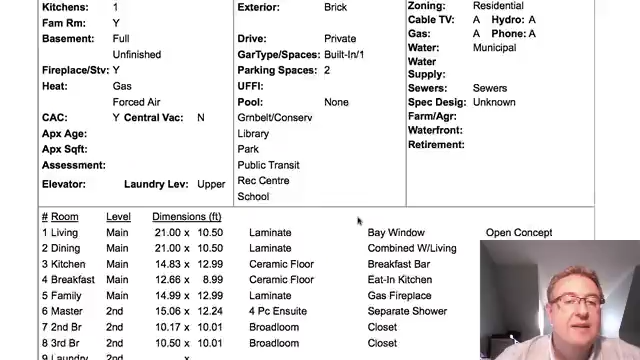 Kitchens: 1
Fam Rm: Y
Basement: Full
Unfinished
Fireplace/Stv: Y
Heat: Gas
Forced Air
CAC: Y Central Vac: N
Apx Age:
Apx Sqft:
Assessment:
Elevator: Laundry Lev: Upper
Exterior: Brick
Drive: Private
GarType/Spaces: Built-In/1
Parking Spaces: 2
UFFI:
Pool: None
Grnbelt/Conserv
Library
Park
Public Transit
Rec Centre
School
Zoning: Residential
Cable TV: A Hydro: A
Gas: A Phone: A
Water: Municipal
Water
Supply:
Sewers: Sewers
Spec Desig: Unknown
Farm/Agr:
Waterfront:
Retirement:
# Room Level Dimensions (ft)
1 Living Main 21.00 x 10.50 Laminate Bay Window Open Concept
2 Dining Main 21.00 x 10.50 Laminate Combined W/Living
3 Kitchen Main 14.83 x 12.99 Ceramic Floor Breakfast Bar
4 Breakfast Main 12.66 x 8.99 Ceramic Floor Eat-In Kitchen
5 Family Main 14.99 x 12.99 Laminate Gas Fireplace
6 Master 2nd 15.06 x 12.24 4 Pc Ensuite Separate Shower
7 2nd Br 2nd 10.17 x 10.01 Broadloom Closet
8 3rd Br 2nd 10.50 x 10.01 Broadloom Closet
9 Laundry 2nd x